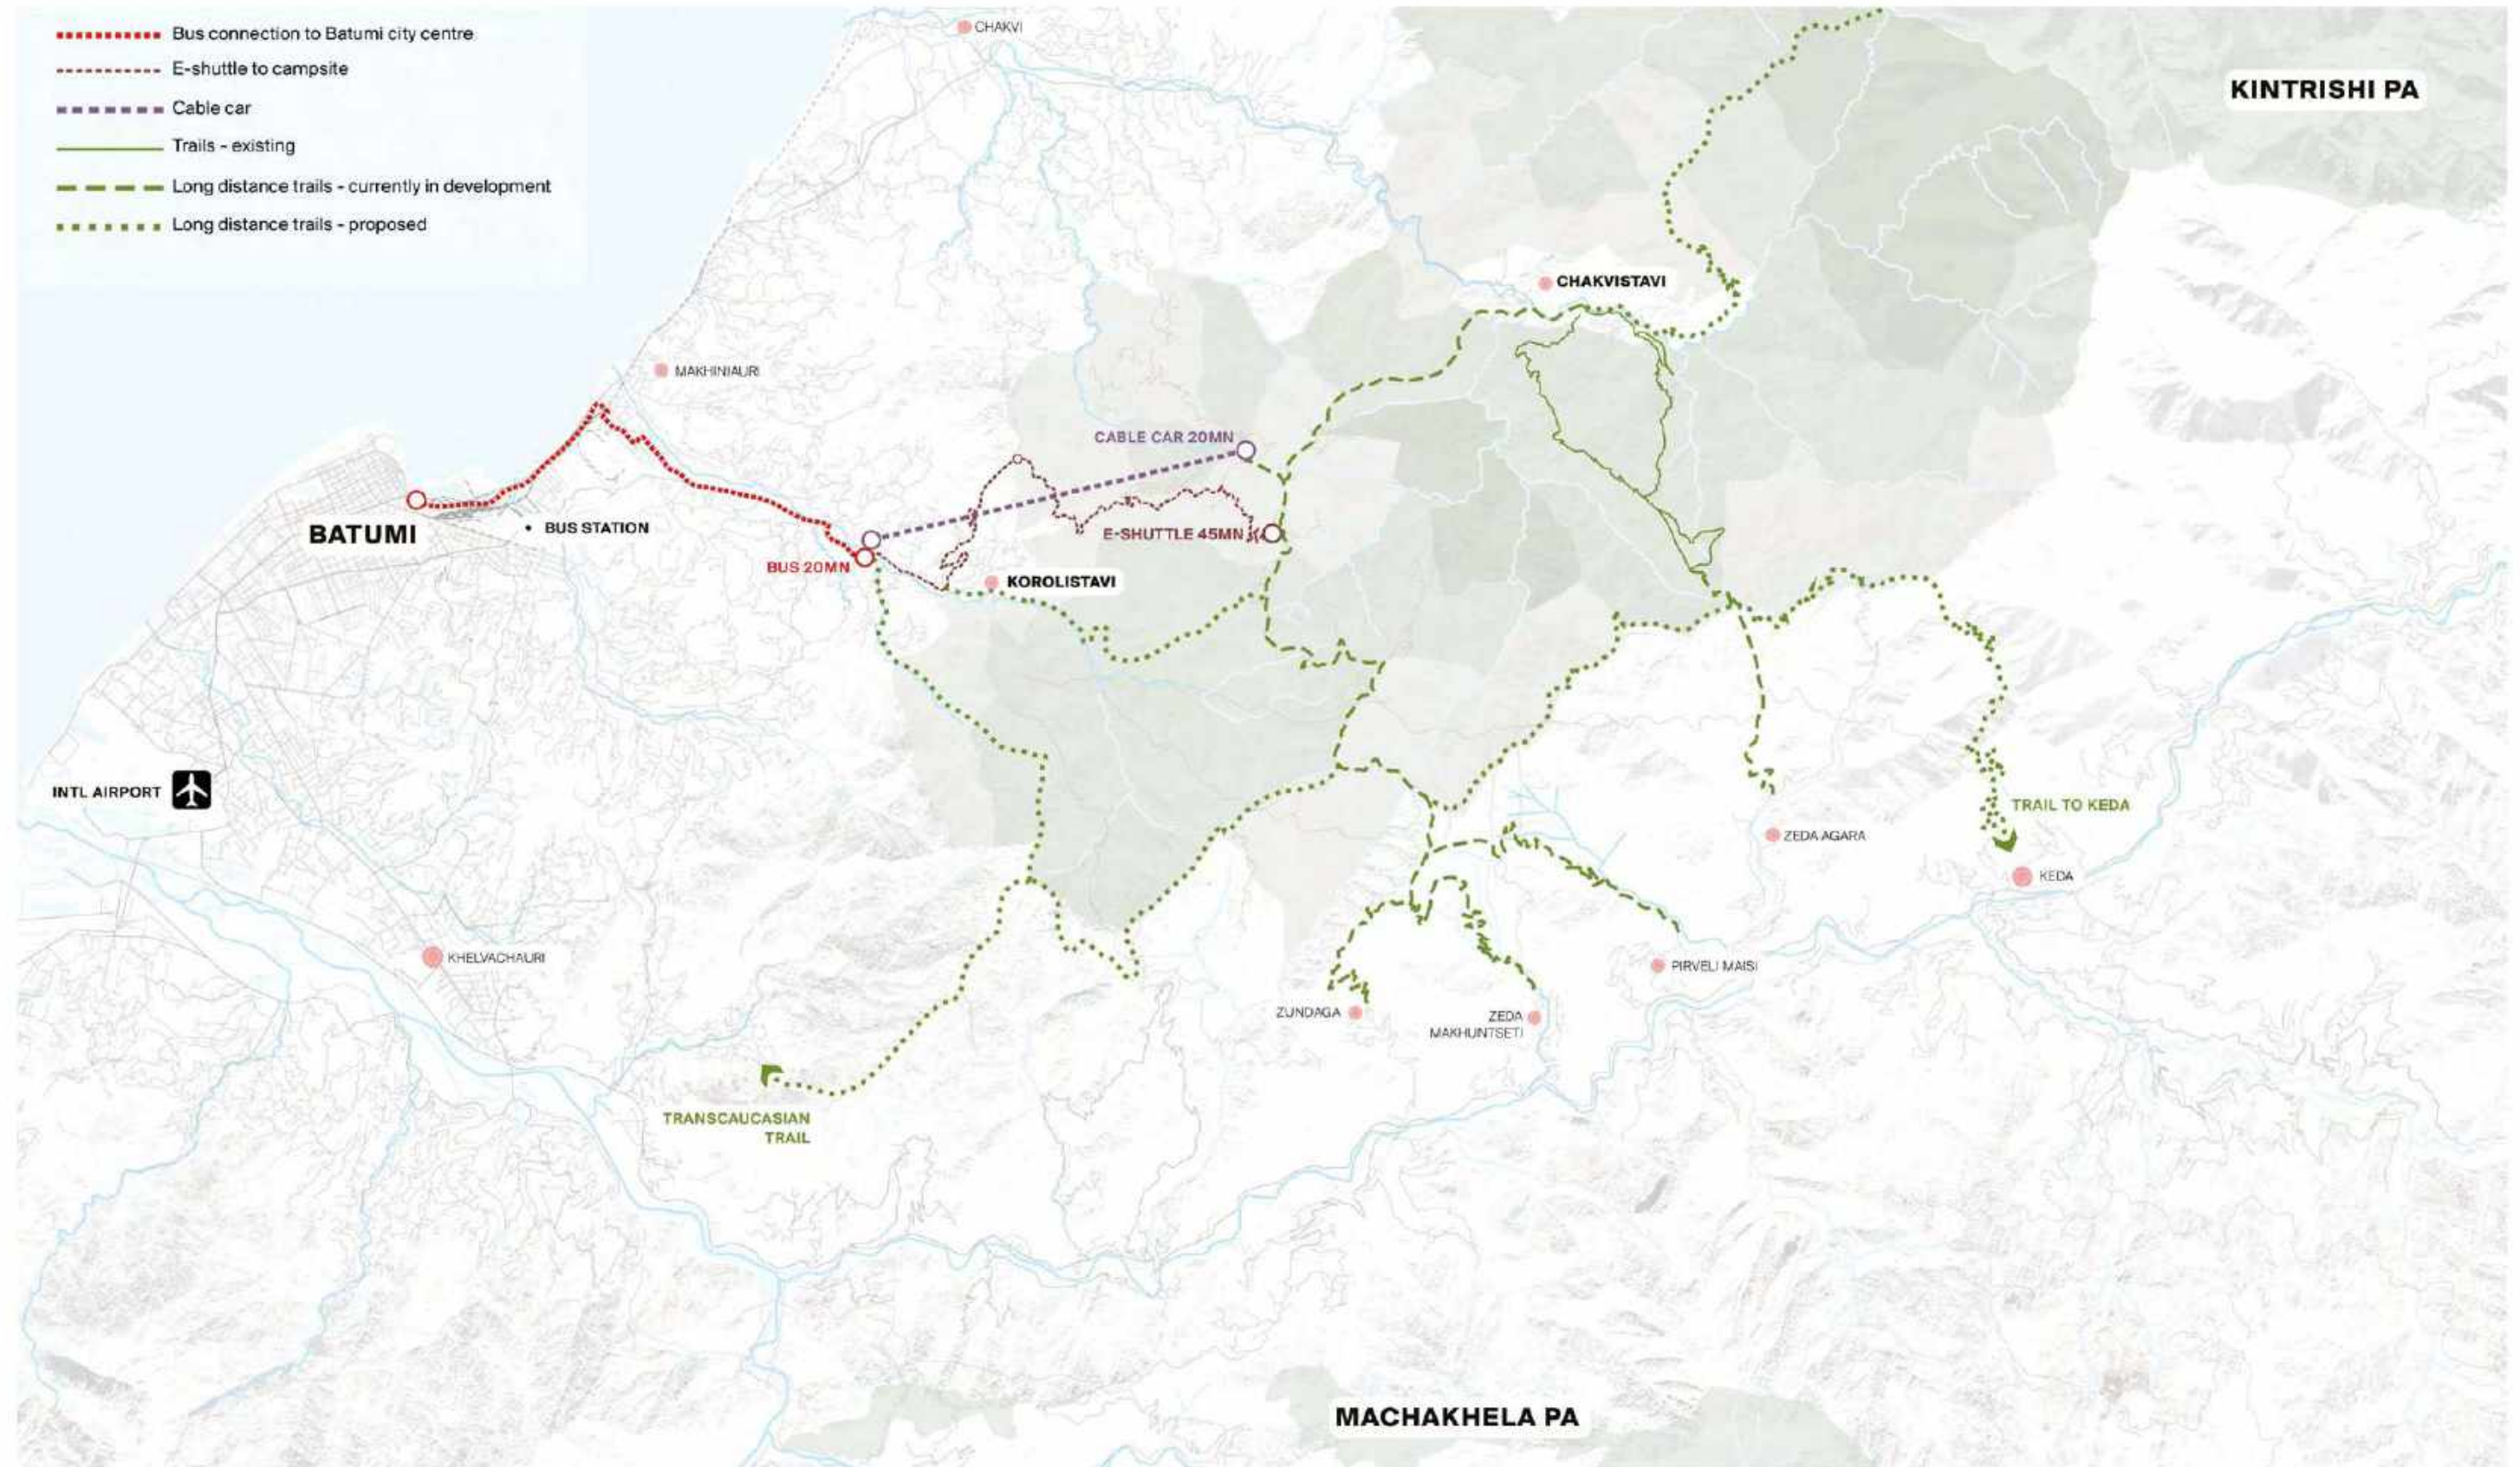 Bus connection to Batumi city centre
E-shuttle to campsite
Cable car
Trails - existing
Long distance trails - currently in development
Long distance trails - proposed
CHAKVI
KINTRISHI PA
CHAKVISTAVI
MAKHINJAURI
CABLE CAR 20MN
BATUMI
BUS STATION
E-SHUTTLE 45MN
BUS 20MN
KOROLISTAVI
INTL AIRPORT
TRAIL TO KEDA
ZEDA AGARA
KEDA
KHELVACHAURI
PIRVELI MAISI
ZUNDAGA
ZEDA
MAKHUNTSETI
TRANSCAUCASIAN
TRAIL
MACHAKHELA PA